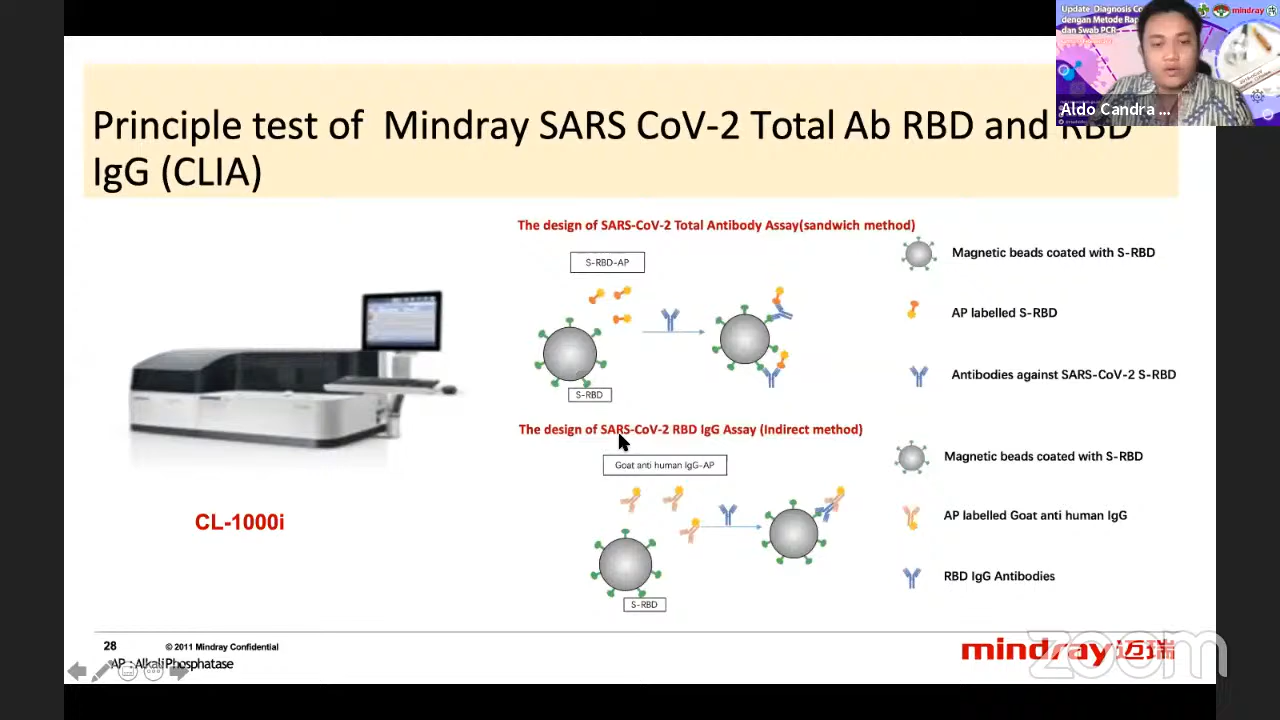 Update Diagnosis
dengan Metode
dan Swab PCR
mindray
Aldo Candra ...
Principle test of Mindray SARS CoV-2 Total Ab RBD and RBD
IgG (CLIA)
The design of SARS-CoV-2 Total Antibody Assay(sandwich method)
S-RBD-AP
S-RBD
Magnetic beads coated with S-RBD
AP labelled S-RBD
Antibodies against SARS-CoV-2 S-RBD
The design of SARS-CoV-2 RBD IgG Assay (Indirect method)
Goat anti human IgG-AP
S-RBD
Magnetic beads coated with S-RBD
AP labelled Goat anti human IgG
RBD IgG Antibodies
CL-1000i
28
© 2011 Mindray Confidential
AP : Alkali Phosphatase
mindray 迈瑞
zoom